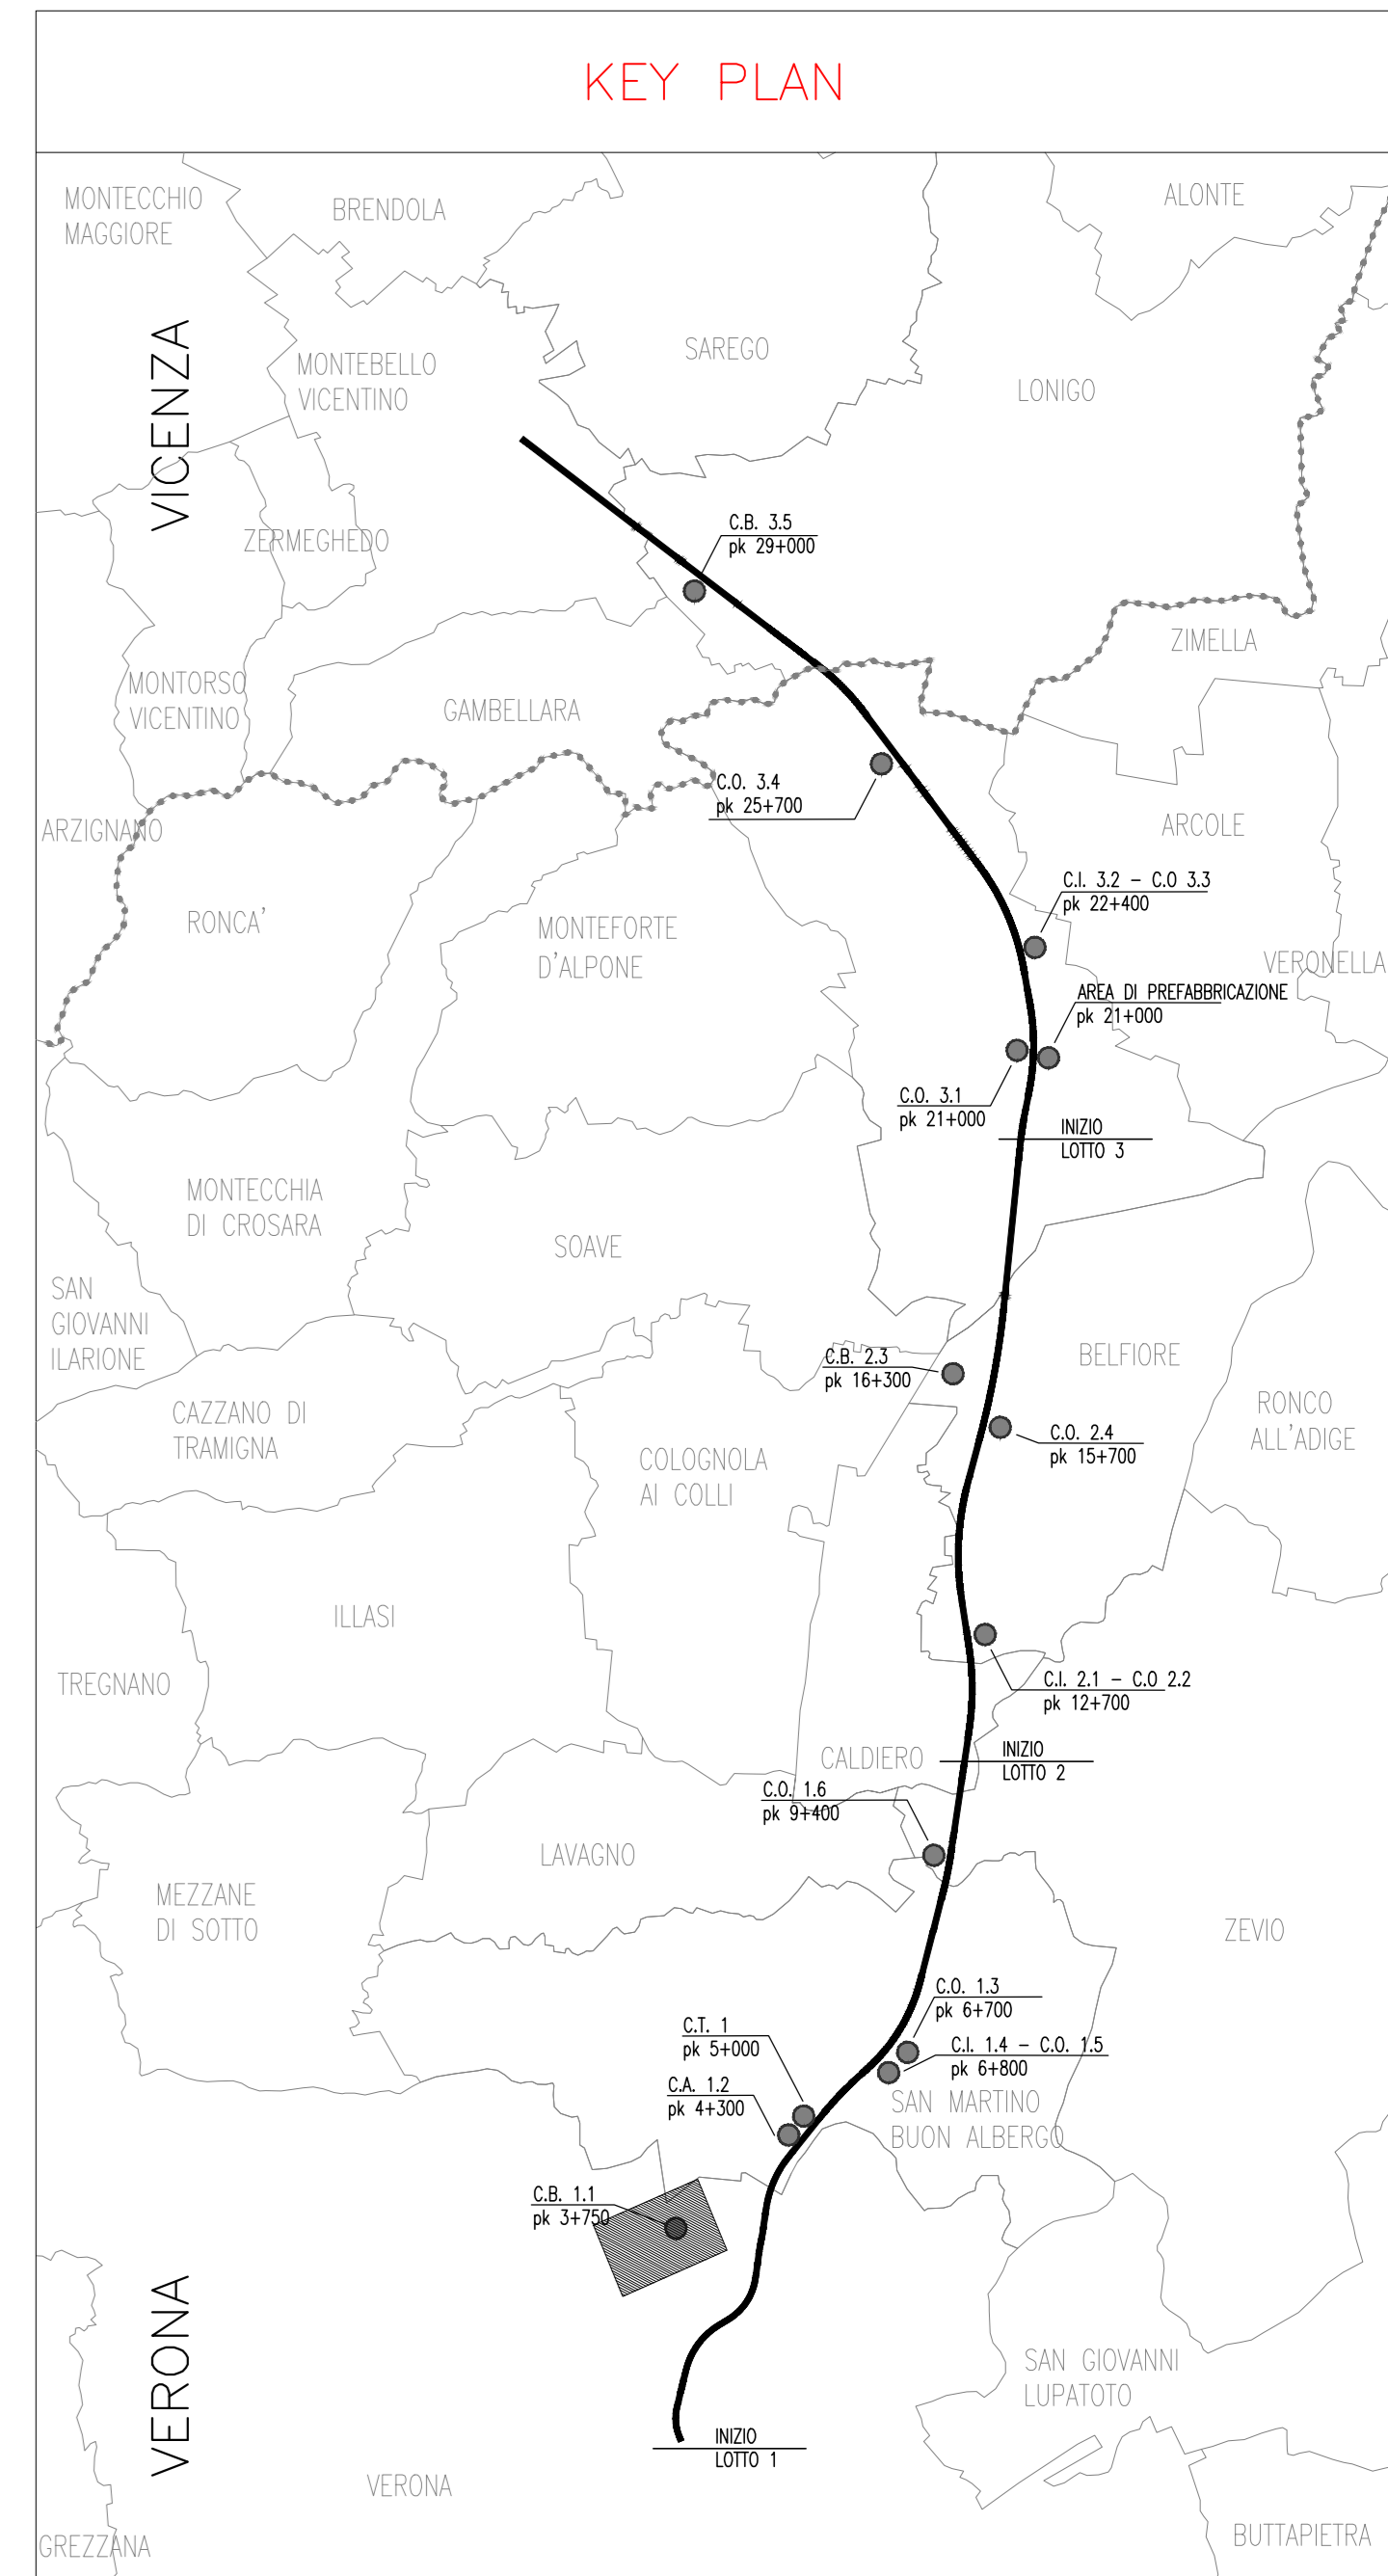 KEY PLAN
MONTECCHIO
MAGGIORE
BRENDOLA
ALONTE
VICENZA
MONTEBELLO
VICENTINO
SAREGO
LONIGO
ZERMEGHEDO
C.B. 3.5
pk 29+000
ZIMELLA
MONTORSO
VICENTINO
GAMBELLARA
C.O. 3.4
pk 25+700
ARZIGNANO
ARCOLE
RONCA'
MONTEFORTE
D'ALPONE
C.I. 3.2 - C.O 3.3
pk 22+400
VERONELLA
AREA DI PREFABBRICAZIONE
pk 21+000
C.O. 3.1
pk 21+000
INIZIO
LOTTO 3
MONTECCHIA
DI CROSARA
SOAVE
SAN
GIOVANNI
ILARIONE
C.B. 2.3
pk 16+300
BELFIORE
CAZZANO DI
TRAMIGNA
RONCO
ALL'ADIGE
C.O. 2.4
pk 15+700
COLOGNOLA
AI COLLI
ILLASI
TREGNANO
C.I. 2.1 - C.O 2.2
pk 12+700
CALDIERO
INIZIO
LOTTO 2
C.O. 1.6
pk 9+400
LAVAGNO
MEZZANE
DI SOTTO
ZEVIO
C.O. 1.3
pk 6+700
C.T. 1
pk 5+000
C.I. 1.4 - C.O. 1.5
pk 6+800
C.A. 1.2
pk 4+300
SAN MARTINO
BUON ALBERGO
C.B. 1.1
pk 3+750
VERONA
SAN GIOVANNI
LUPATOTO
INIZIO
LOTTO 1
VERONA
GREZZANA
BUTTAPIETRA